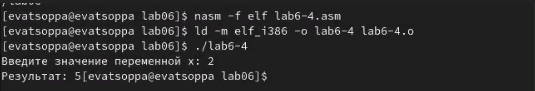 [evatsoppa@evatsoppa lab06]$ nasm -f elf lab6-4.asm
[evatsoppa@evatsoppa lab06]$ ld -m elf_i386 -o lab6-4 lab6-4.o
[evatsoppa@evatsoppa lab06]$ ./lab6-4
Введите значение переменной х: 2
Результат: 5[evatsoppa@evatsoppa lab06]$